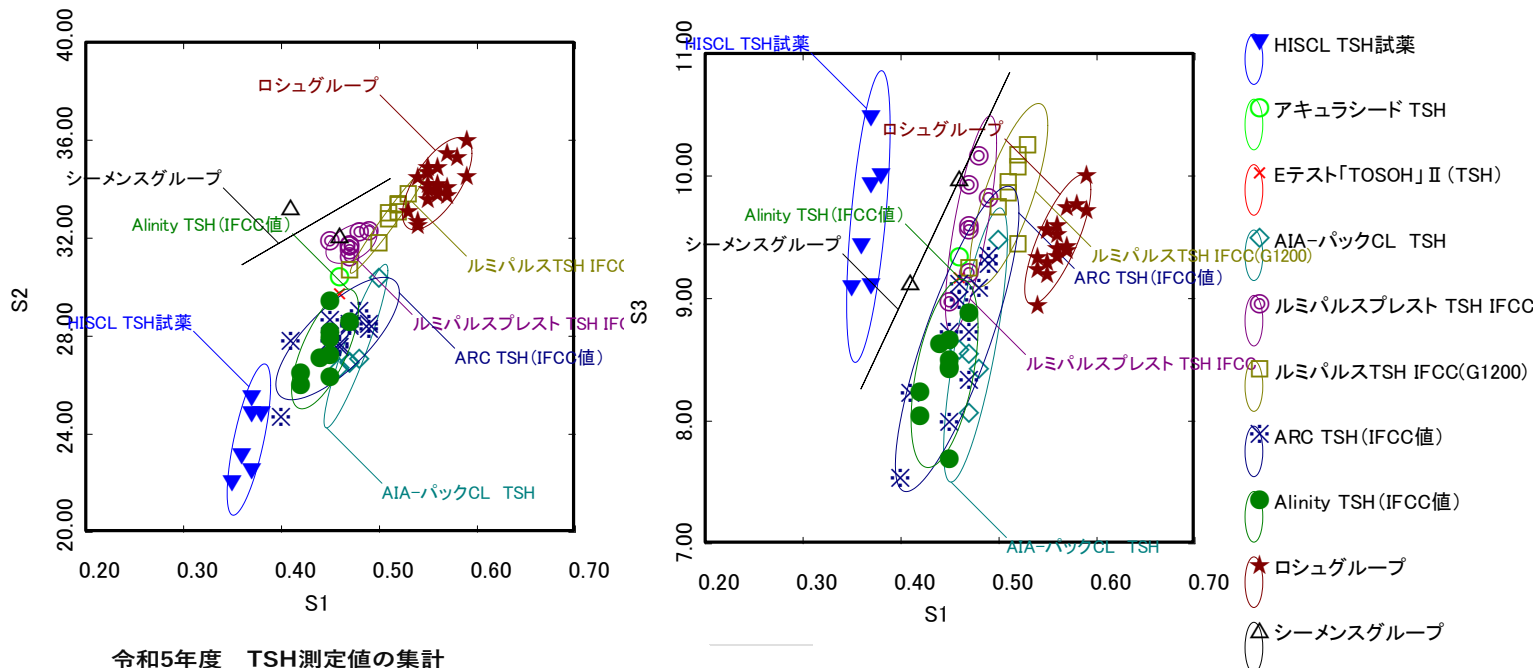 40.00
36.00
32.00
28.00
24.00
20.00
S2
ロシュグループ
シーメンスグループ
Alinity TSH(IFCC値)
ルミパルスTSH IFCC
HISCL TSH試薬
ルミパルスプレスト TSH IFC
ARC TSH(IFCC値)
AIA-パックCL TSH
0.20 0.30 0.40 0.50 0.60 0.70
S1
11.00
10.00
9.00
8.00
7.00
S3
HISCL TSH試薬
ロシュグループ
Alinity TSH(IFCC値)
シーメンスグループ
ルミパルスTSH IFCC(G1200)
ARC TSH(IFCC値)
ルミパルスプレスト TSH IFCC
AIA-パックCL TSH
0.20 0.30 0.40 0.50 0.60 0.70
S1
HISCL TSH試薬
アキュラシード TSH
Eテスト「TOSOH」Ⅱ(TSH)
AIA-パックCL TSH
ルミパルスプレスト TSH IFCC
ルミパルスTSH IFCC(G1200)
ARC TSH(IFCC値)
Alinity TSH(IFCC値)
ロシュグループ
シーメンスグループ
令和5年度 TSH測定値の集計